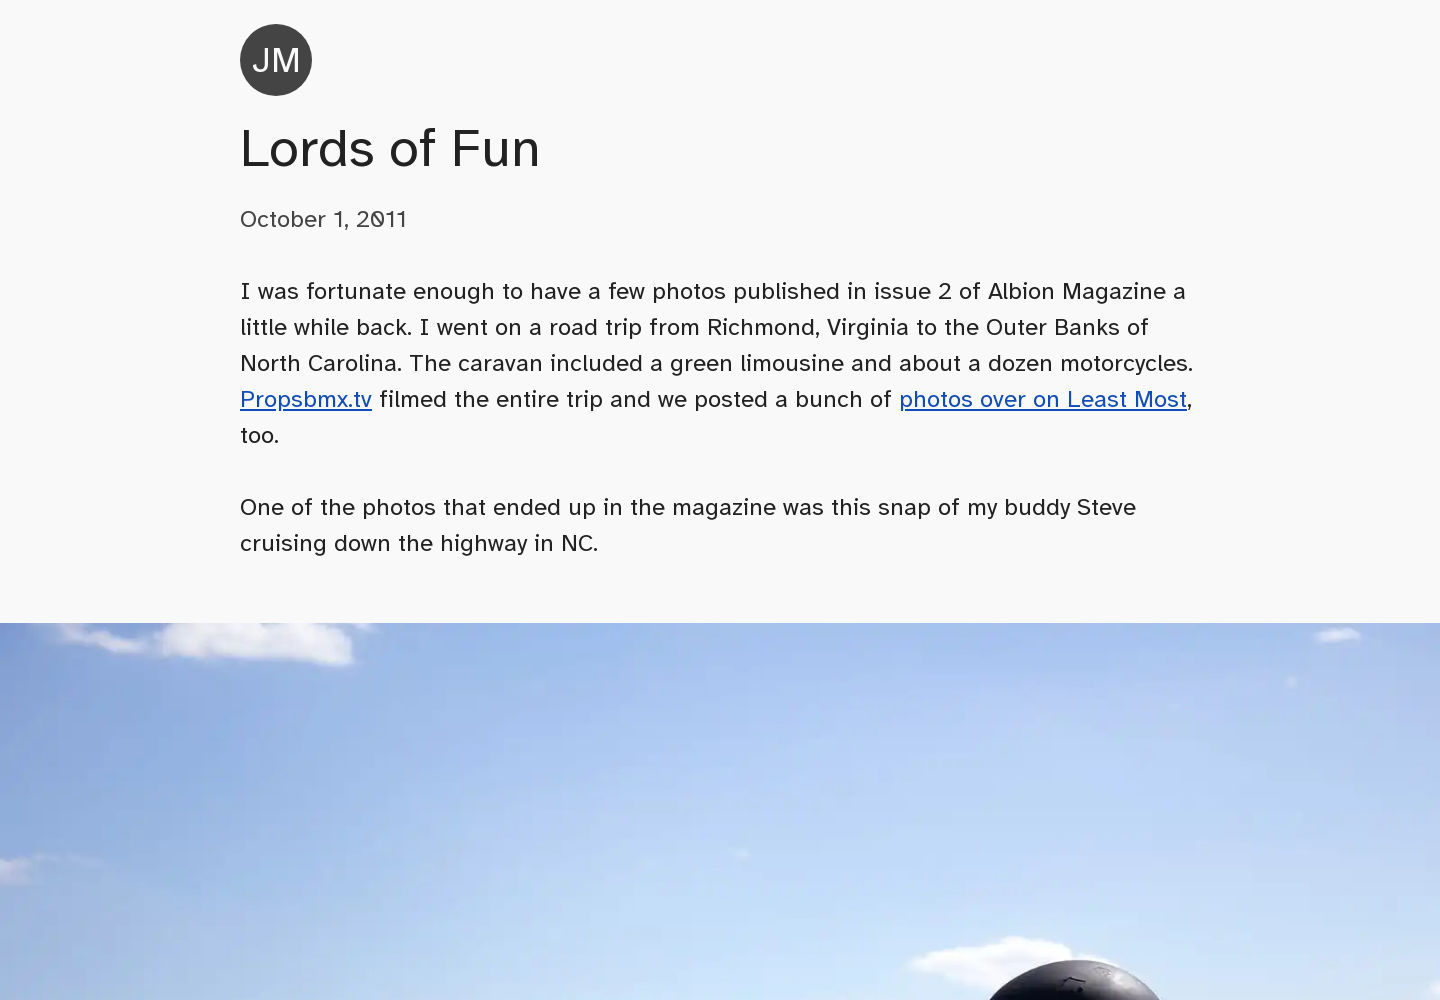 JM
Lords of Fun
October 1, 2011
I was fortunate enough to have a few photos published in issue 2 of Albion Magazine a
little while back. I went on a road trip from Richmond, Virginia to the Outer Banks of
North Carolina. The caravan included a green limousine and about a dozen motorcycles.
Propsbmx.tv filmed the entire trip and we posted a bunch of photos over on Least Most,
too.
One of the photos that ended up in the magazine was this snap of my buddy Steve
cruising down the highway in NC.